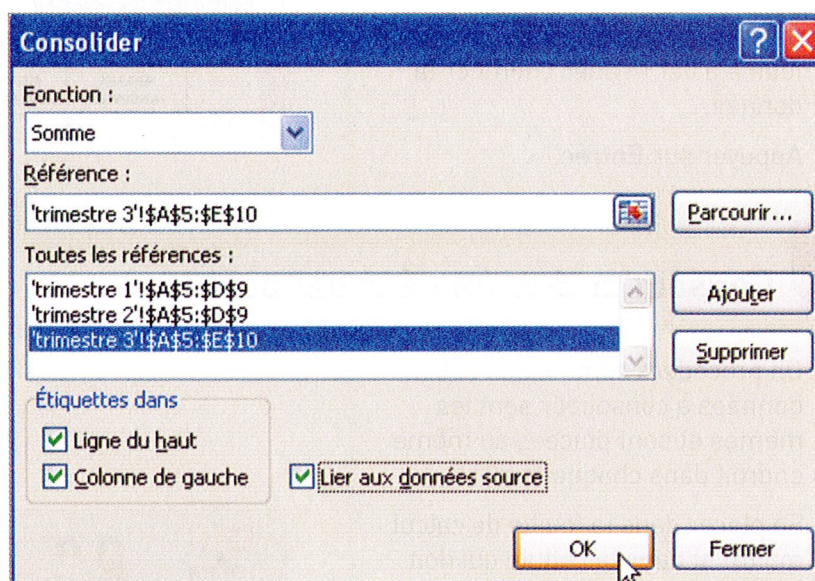 Consolider
Fonction :
Somme
Référence :
'trimestre 3'!$A$5:$E$10
Parcourir...
Toutes les références :
'trimestre 1'!$A$5:$D$9
'trimestre 2'!$A$5:$D$9
'trimestre 3'!$A$5:$E$10
Ajouter
Supprimer
Étiquettes dans
Ligne du haut
Colonne de gauche
Lier aux données source
OK
Fermer